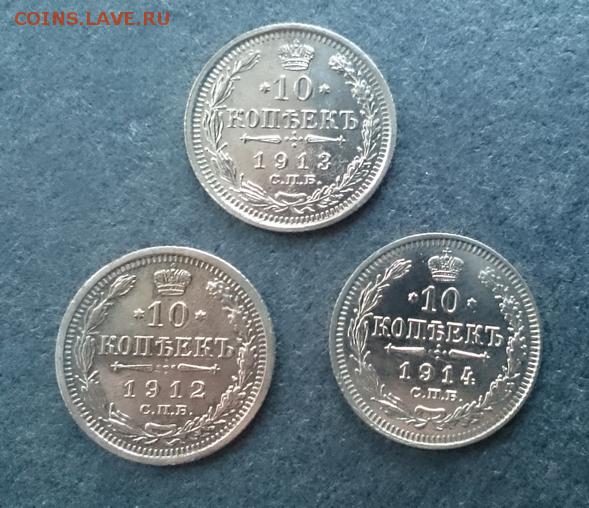 COINS.LAVE.RU
*10*
КОПѢЕКЪ
1913
С.П.Б.
*10*
КОПѢЕКЪ
1912
С.П.Б.
*10*
КОПѢЕКЪ
1914
С.П.Б.